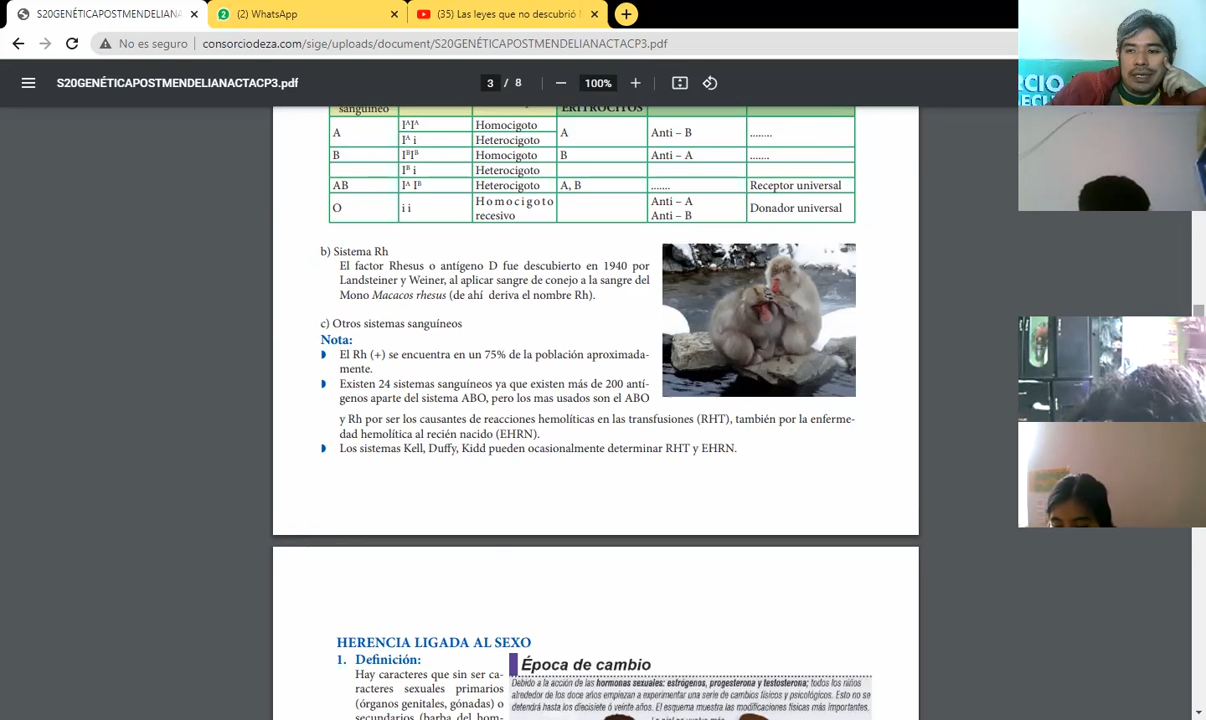 S20GENÉTICAPOSTMENDELIANA
(2) WhatsApp
(35) Las leyes que no descubrió
No es seguro
consorciodeza.com/sige/uploads/document/S20GENÉTICAPOSTMENDELIANACTACP3.pdf
S20GENÉTICAPOSTMENDELIANACTACP3.pdf
3 / 8
100%
sanguíneo ERITROCITOS
A IᴬIᴬ Homocigoto A Anti – B ........
Iᴬ i Heterocigoto
B IᴮIᴮ Homocigoto B Anti – A .......
Iᴮ i Heterocigoto
AB Iᴬ Iᴮ Heterocigoto A, B ....... Receptor universal
O i i Homocigoto recesivo Anti – A Anti – B Donador universal
b) Sistema Rh
El factor Rhesus o antígeno D fue descubierto en 1940 por
Landsteiner y Weiner, al aplicar sangre de conejo a la sangre del
Mono Macacos rhesus (de ahí deriva el nombre Rh).
c) Otros sistemas sanguíneos
Nota:
El Rh (+) se encuentra en un 75% de la población aproximada-
mente.
Existen 24 sistemas sanguíneos ya que existen más de 200 antí-
genos aparte del sistema ABO, pero los mas usados son el ABO
y Rh por ser los causantes de reacciones hemolíticas en las transfusiones (RHT), también por la enferme-
dad hemolítica al recién nacido (EHRN).
Los sistemas Kell, Duffy, Kidd pueden ocasionalmente determinar RHT y EHRN.
HERENCIA LIGADA AL SEXO
1. Definición:
Hay caracteres que sin ser ca-
racteres sexuales primarios
(órganos genitales, gónadas) o
secundarios (barba del hom-
Época de cambio
Debido a la acción de las hormonas sexuales: estrógenos, progesterona y testosterona; todos los niños
alrededor de los doce años empiezan a experimentar una serie de cambios físicos y psicológicos. Esto no se
detendrá hasta los diecisiete ó veinte años. El esquema muestra las modificaciones físicas más importantes.